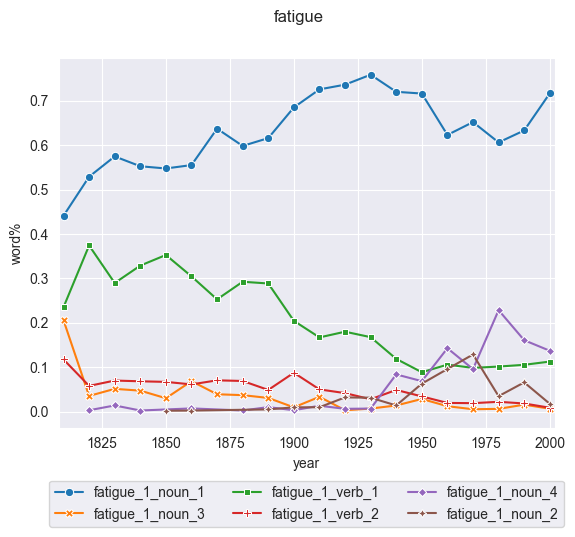 fatigue
0.7
0.6
0.5
0.4
0.3
0.2
0.1
0.0
word%
1825 1850 1875 1900 1925 1950 1975 2000
year
fatigue_1_noun_1 fatigue_1_verb_1 fatigue_1_noun_4
fatigue_1_noun_3 fatigue_1_verb_2 fatigue_1_noun_2